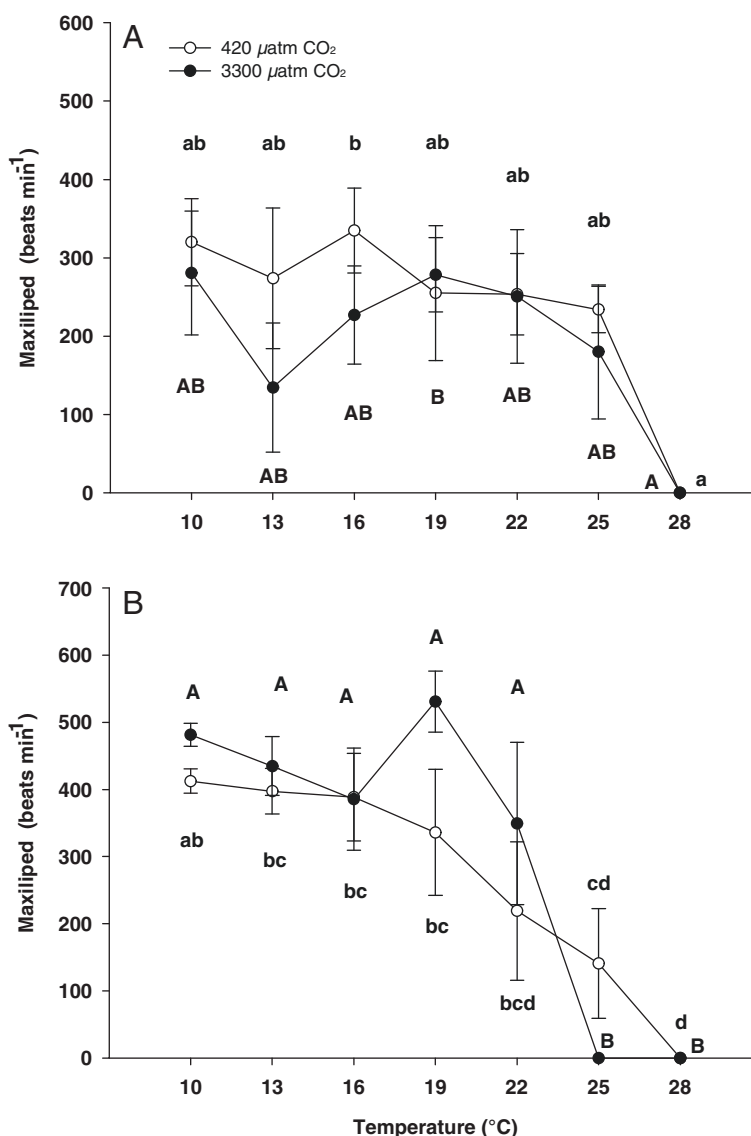 A
420 µatm CO₂
3300 µatm CO₂
600
500
400
300
200
100
0
Maxiliped (beats min⁻¹)
ab ab b ab ab ab
AB AB AB B AB AB A a
10 13 16 19 22 25 28
B
700
600
500
400
300
200
100
0
Maxiliped (beats min⁻¹)
A A A A A
ab bc bc bc bcd cd d
B B
10 13 16 19 22 25 28
Temperature (°C)